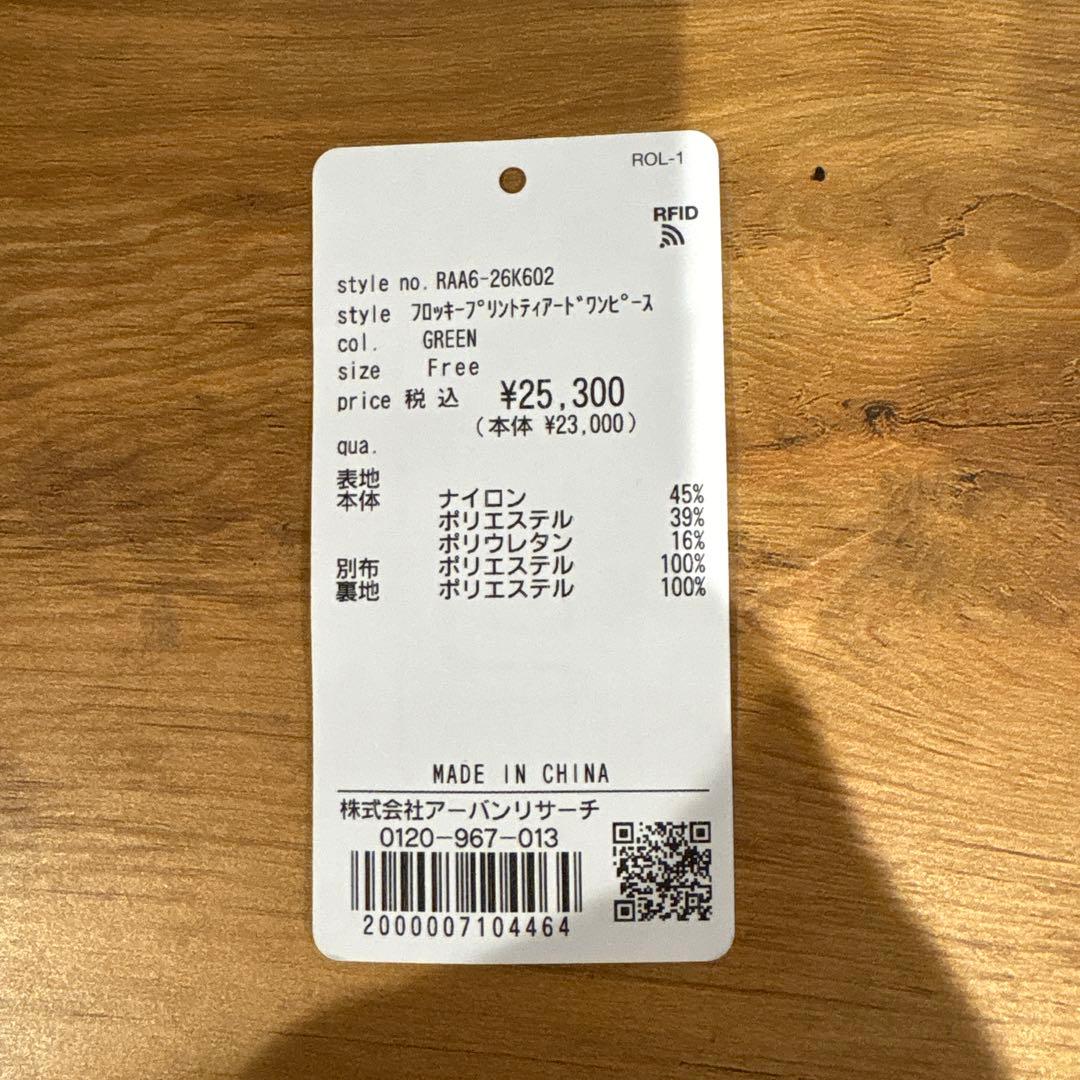 ROL-1
RFID
style no. RAA6-26K602
style ﾌﾛｯｷｰﾌﾟﾘﾝﾄﾃｨｱｰﾄﾞﾜﾝﾋﾟｰｽ
col. GREEN
size Free
price 税込 ¥25,300
(本体 ¥23,000)
qua.
表地
本体 ナイロン 45%
ポリエステル 39%
ポリウレタン 16%
別布 ポリエステル 100%
裏地 ポリエステル 100%
MADE IN CHINA
株式会社アーバンリサーチ
0120-967-013
2000007104464